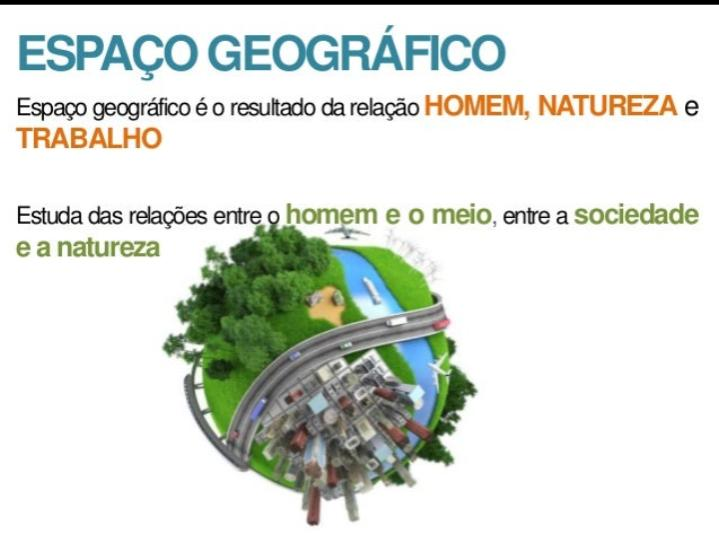 ESPAÇO GEOGRÁFICO
Espaço geográfico é o resultado da relação HOMEM, NATUREZA e
TRABALHO
Estuda das relações entre o homem e o meio, entre a sociedade
e a natureza